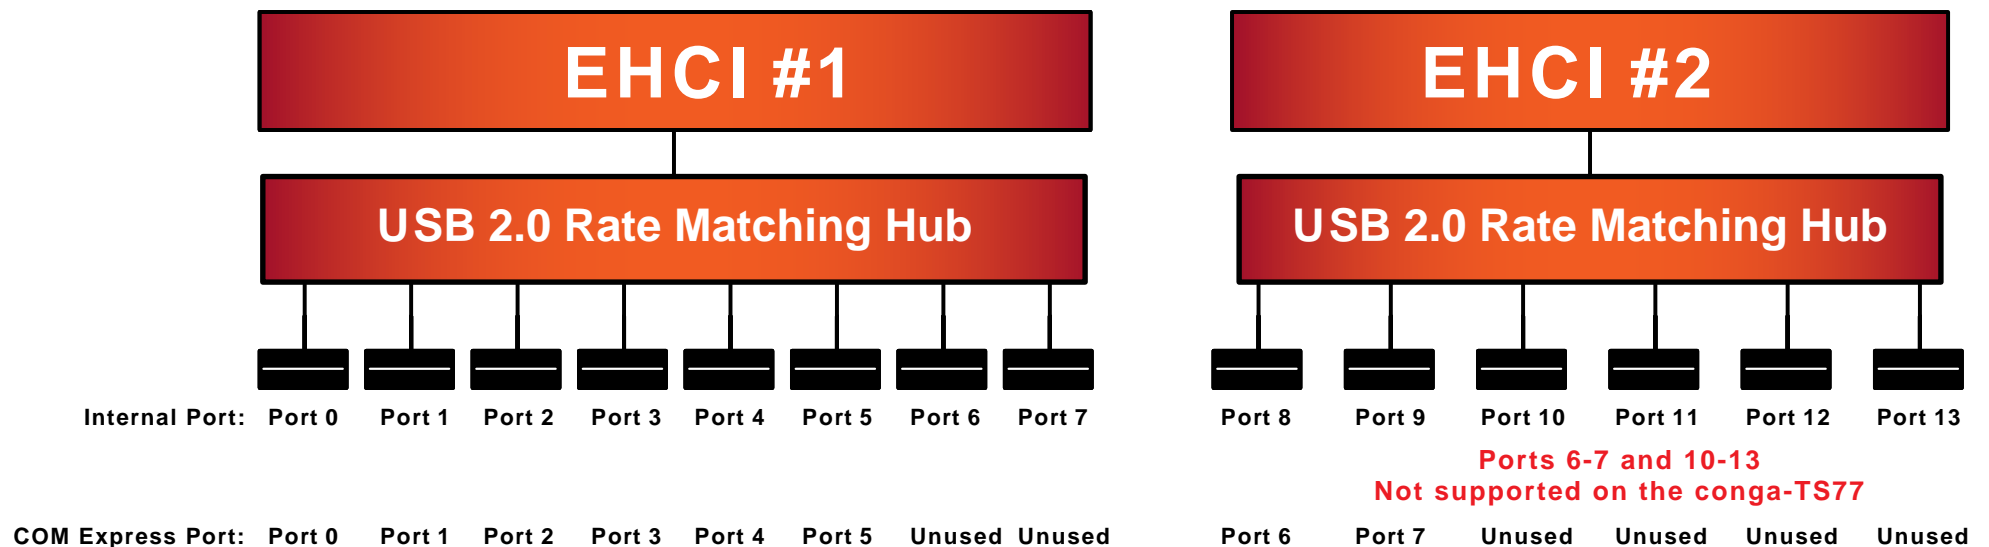 EHCI #1
EHCI #2
USB 2.0 Rate Matching Hub
USB 2.0 Rate Matching Hub
Internal Port: Port 0 Port 1 Port 2 Port 3 Port 4 Port 5 Port 6 Port 7 Port 8 Port 9 Port 10 Port 11 Port 12 Port 13
Ports 6-7 and 10-13
Not supported on the conga-TS77
COM Express Port: Port 0 Port 1 Port 2 Port 3 Port 4 Port 5 Unused Unused Port 6 Port 7 Unused Unused Unused Unused